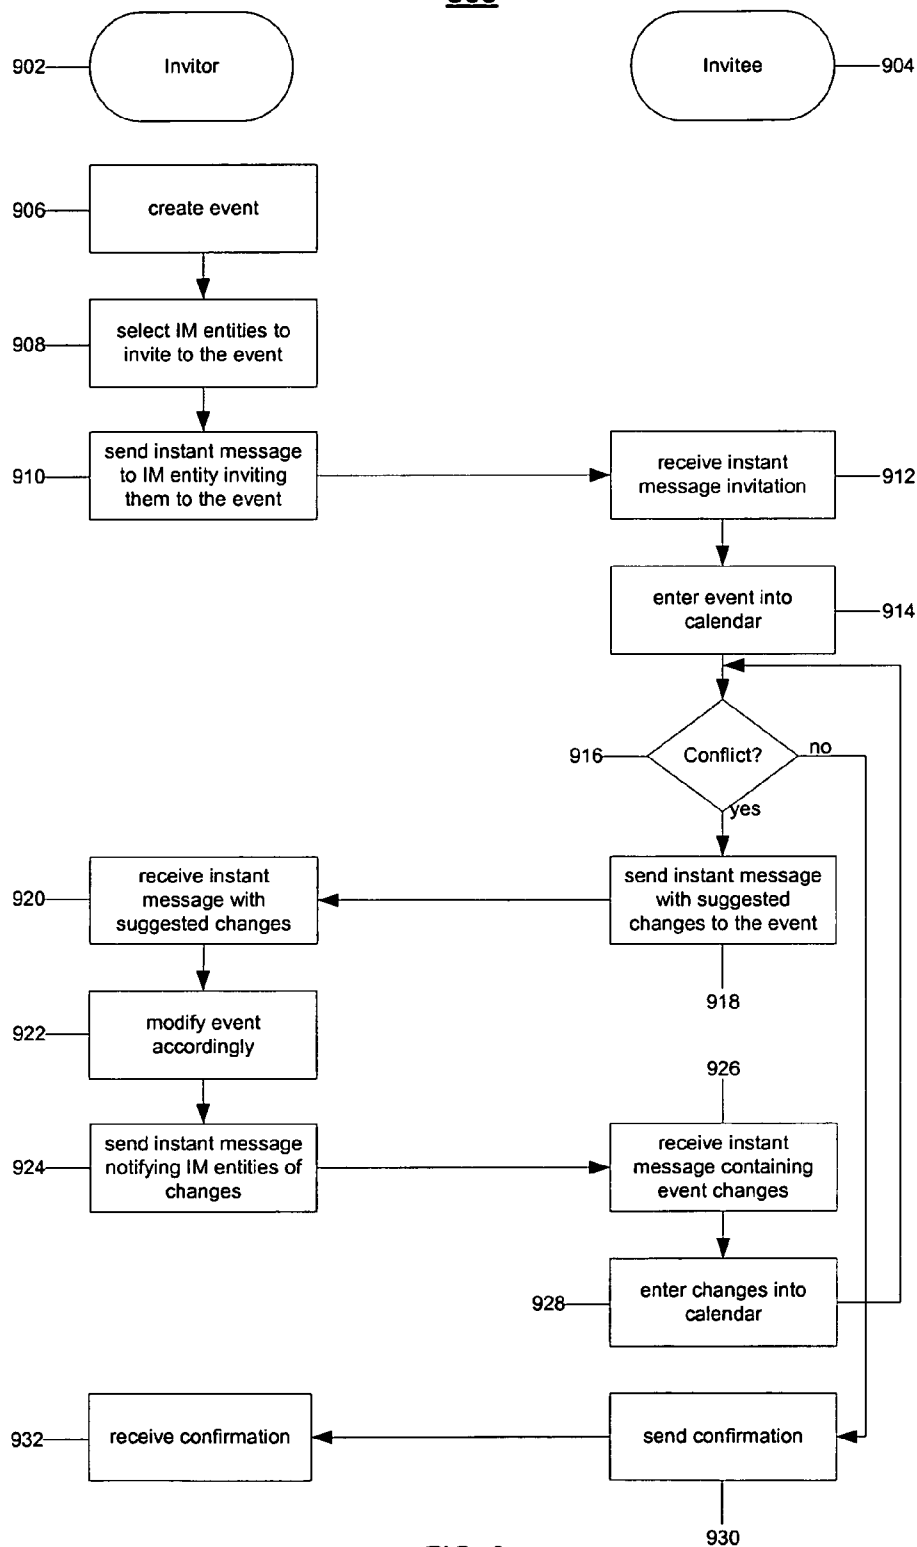 902
Invitor
Invitee
904
906
create event
908
select IM entities to
invite to the event
910
send instant message
to IM entity inviting
them to the event
receive instant
message invitation
912
enter event into
calendar
914
916
Conflict?
no
yes
920
receive instant
message with
suggested changes
send instant message
with suggested
changes to the event
918
922
modify event
accordingly
926
924
send instant message
notifying IM entities of
changes
receive instant
message containing
event changes
928
enter changes into
calendar
932
receive confirmation
send confirmation
930